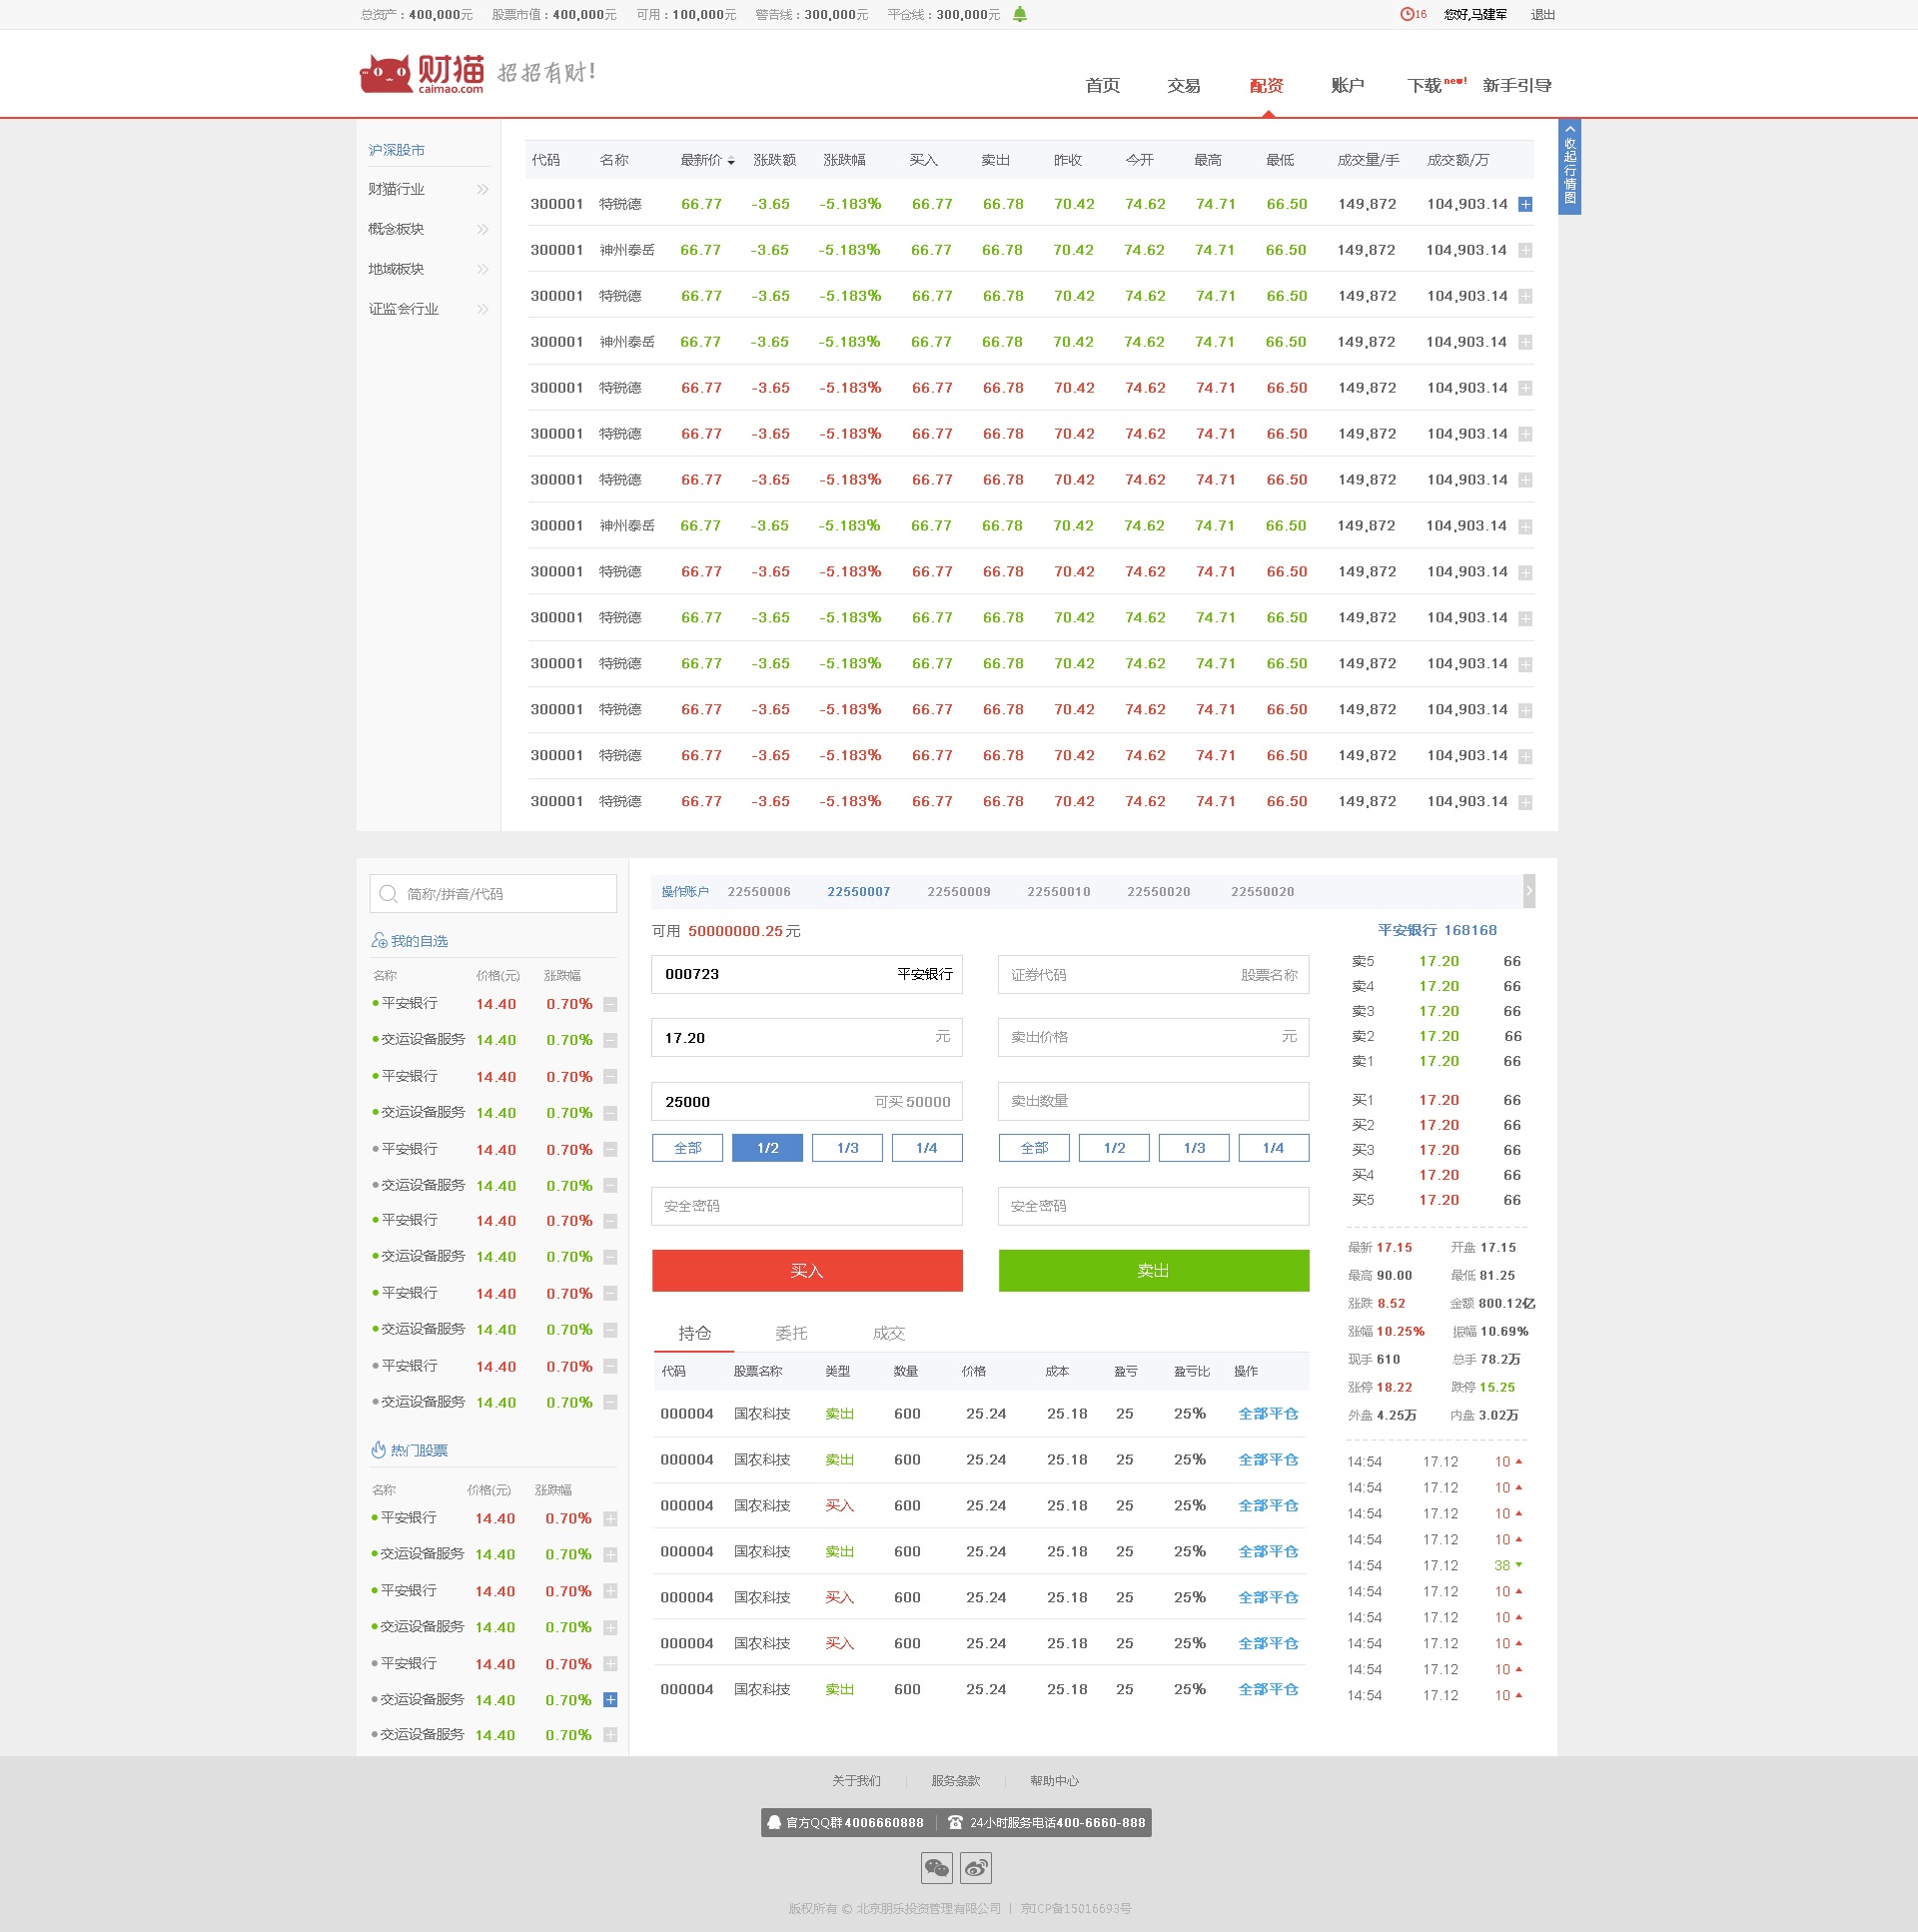 总资产：400,000元 股票市值：400,000元 可用：100,000元 警告线：300,000元 平仓线：300,000元 16 您好,马建军 退出
财猫 caimao.com 招招有财!
首页 交易 配资 账户 下载 new! 新手引导
收起行情图
沪深股市
财猫行业
概念板块
地域板块
证监会行业
代码 名称 最新价 涨跌额 涨跌幅 买入 卖出 昨收 今开 最高 最低 成交量/手 成交额/万
300001 特锐德 66.77 -3.65 -5.183% 66.77 66.78 70.42 74.62 74.71 66.50 149,872 104,903.14
300001 神州泰岳 66.77 -3.65 -5.183% 66.77 66.78 70.42 74.62 74.71 66.50 149,872 104,903.14
300001 特锐德 66.77 -3.65 -5.183% 66.77 66.78 70.42 74.62 74.71 66.50 149,872 104,903.14
300001 神州泰岳 66.77 -3.65 -5.183% 66.77 66.78 70.42 74.62 74.71 66.50 149,872 104,903.14
300001 特锐德 66.77 -3.65 -5.183% 66.77 66.78 70.42 74.62 74.71 66.50 149,872 104,903.14
300001 特锐德 66.77 -3.65 -5.183% 66.77 66.78 70.42 74.62 74.71 66.50 149,872 104,903.14
300001 特锐德 66.77 -3.65 -5.183% 66.77 66.78 70.42 74.62 74.71 66.50 149,872 104,903.14
300001 神州泰岳 66.77 -3.65 -5.183% 66.77 66.78 70.42 74.62 74.71 66.50 149,872 104,903.14
300001 特锐德 66.77 -3.65 -5.183% 66.77 66.78 70.42 74.62 74.71 66.50 149,872 104,903.14
300001 特锐德 66.77 -3.65 -5.183% 66.77 66.78 70.42 74.62 74.71 66.50 149,872 104,903.14
300001 特锐德 66.77 -3.65 -5.183% 66.77 66.78 70.42 74.62 74.71 66.50 149,872 104,903.14
300001 特锐德 66.77 -3.65 -5.183% 66.77 66.78 70.42 74.62 74.71 66.50 149,872 104,903.14
300001 特锐德 66.77 -3.65 -5.183% 66.77 66.78 70.42 74.62 74.71 66.50 149,872 104,903.14
300001 特锐德 66.77 -3.65 -5.183% 66.77 66.78 70.42 74.62 74.71 66.50 149,872 104,903.14
简称/拼音/代码
我的自选
名称 价格(元) 涨跌幅
平安银行 14.40 0.70%
交运设备服务 14.40 0.70%
平安银行 14.40 0.70%
交运设备服务 14.40 0.70%
平安银行 14.40 0.70%
交运设备服务 14.40 0.70%
平安银行 14.40 0.70%
交运设备服务 14.40 0.70%
平安银行 14.40 0.70%
交运设备服务 14.40 0.70%
平安银行 14.40 0.70%
交运设备服务 14.40 0.70%
热门股票
名称 价格(元) 涨跌幅
平安银行 14.40 0.70%
交运设备服务 14.40 0.70%
平安银行 14.40 0.70%
交运设备服务 14.40 0.70%
平安银行 14.40 0.70%
交运设备服务 14.40 0.70%
交运设备服务 14.40 0.70%
操作账户 22550006 22550007 22550009 22550010 22550020 22550020
可用 50000000.25元
000723 平安银行 证券代码 股票名称
17.20 元 卖出价格 元
25000 可买 50000 卖出数量
全部 1/2 1/3 1/4 全部 1/2 1/3 1/4
安全密码 安全密码
买入 卖出
持仓 委托 成交
代码 股票名称 类型 数量 价格 成本 盈亏 盈亏比 操作
000004 国农科技 卖出 600 25.24 25.18 25 25% 全部平仓
000004 国农科技 卖出 600 25.24 25.18 25 25% 全部平仓
000004 国农科技 买入 600 25.24 25.18 25 25% 全部平仓
000004 国农科技 卖出 600 25.24 25.18 25 25% 全部平仓
000004 国农科技 买入 600 25.24 25.18 25 25% 全部平仓
000004 国农科技 买入 600 25.24 25.18 25 25% 全部平仓
000004 国农科技 卖出 600 25.24 25.18 25 25% 全部平仓
平安银行 168168
卖5 17.20 66
卖4 17.20 66
卖3 17.20 66
卖2 17.20 66
卖1 17.20 66
买1 17.20 66
买2 17.20 66
买3 17.20 66
买4 17.20 66
买5 17.20 66
最新 17.15 开盘 17.15
最高 90.00 最低 81.25
涨跌 8.52 金额 800.12亿
涨幅 10.25% 振幅 10.69%
现手 610 总手 78.2万
涨停 18.22 跌停 15.25
外盘 4.25万 内盘 3.02万
14:54 17.12 10
14:54 17.12 10
14:54 17.12 10
14:54 17.12 10
14:54 17.12 38
14:54 17.12 10
14:54 17.12 10
14:54 17.12 10
14:54 17.12 10
14:54 17.12 10
关于我们 服务条款 帮助中心
官方QQ群4006660888 24小时服务电话400-6660-888
版权所有 © 北京朋乐投资管理有限公司 | 京ICP备15016693号